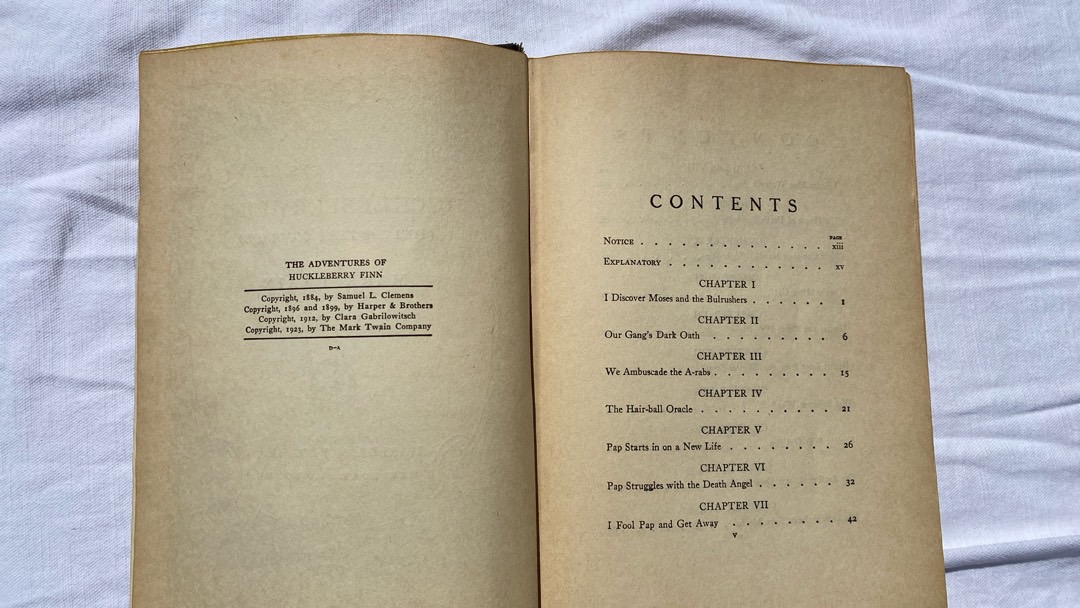 THE ADVENTURES OF
HUCKLEBERRY FINN
Copyright, 1884, by Samuel L. Clemens
Copyright, 1896 and 1899, by Harper & Brothers
Copyright, 1912, by Clara Gabrilowitsch
Copyright, 1923, by The Mark Twain Company
D-A
CONTENTS
PAGE
Notice . . . . . . . . . . . . . . xiii
Explanatory . . . . . . . . . . . . xv
CHAPTER I
I Discover Moses and the Bulrushers . . . . . . 1
CHAPTER II
Our Gang's Dark Oath . . . . . . . . . 6
CHAPTER III
We Ambuscade the A-rabs . . . . . . . . . 15
CHAPTER IV
The Hair-ball Oracle . . . . . . . . . . 21
CHAPTER V
Pap Starts in on a New Life . . . . . . . . 26
CHAPTER VI
Pap Struggles with the Death Angel . . . . . . 32
CHAPTER VII
I Fool Pap and Get Away . . . . . . . . 42
v